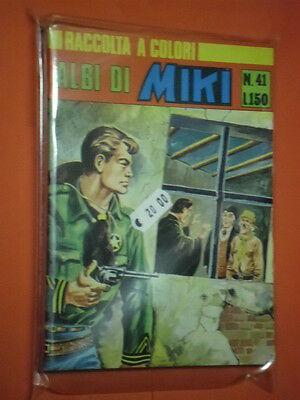 RACCOLTA A COLORI
ALBI DI MIKI
N. 41
L.150
€ 20.00